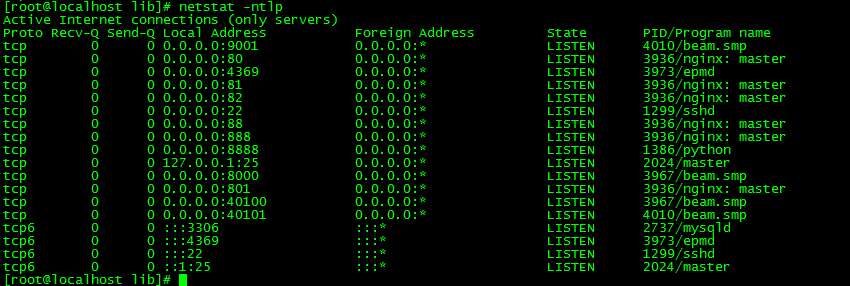 [root@localhost lib]# netstat -ntlp
Active Internet connections (only servers)
Proto Recv-Q Send-Q Local Address           Foreign Address         State       PID/Program name
tcp        0      0 0.0.0.0:9001            0.0.0.0:*               LISTEN      4010/beam.smp
tcp        0      0 0.0.0.0:80              0.0.0.0:*               LISTEN      3936/nginx: master
tcp        0      0 0.0.0.0:4369            0.0.0.0:*               LISTEN      3973/epmd
tcp        0      0 0.0.0.0:81              0.0.0.0:*               LISTEN      3936/nginx: master
tcp        0      0 0.0.0.0:82              0.0.0.0:*               LISTEN      3936/nginx: master
tcp        0      0 0.0.0.0:22              0.0.0.0:*               LISTEN      1299/sshd
tcp        0      0 0.0.0.0:88              0.0.0.0:*               LISTEN      3936/nginx: master
tcp        0      0 0.0.0.0:888             0.0.0.0:*               LISTEN      3936/nginx: master
tcp        0      0 0.0.0.0:8888            0.0.0.0:*               LISTEN      1386/python
tcp        0      0 127.0.0.1:25            0.0.0.0:*               LISTEN      2024/master
tcp        0      0 0.0.0.0:8000            0.0.0.0:*               LISTEN      3967/beam.smp
tcp        0      0 0.0.0.0:801             0.0.0.0:*               LISTEN      3936/nginx: master
tcp        0      0 0.0.0.0:40100           0.0.0.0:*               LISTEN      3967/beam.smp
tcp        0      0 0.0.0.0:40101           0.0.0.0:*               LISTEN      4010/beam.smp
tcp6       0      0 :::3306                 :::*                    LISTEN      2737/mysqld
tcp6       0      0 :::4369                 :::*                    LISTEN      3973/epmd
tcp6       0      0 :::22                   :::*                    LISTEN      1299/sshd
tcp6       0      0 ::1:25                  :::*                    LISTEN      2024/master
[root@localhost lib]#